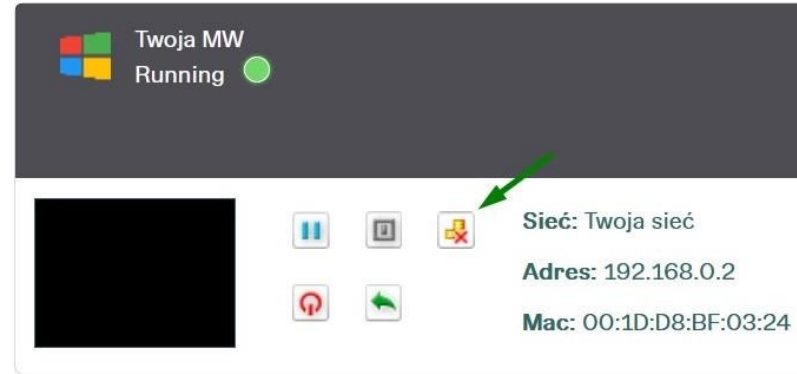 Twoja MW
Running
Sieć: Twoja sieć
Adres: 192.168.0.2
Mac: 00:1D:D8:BF:03:24